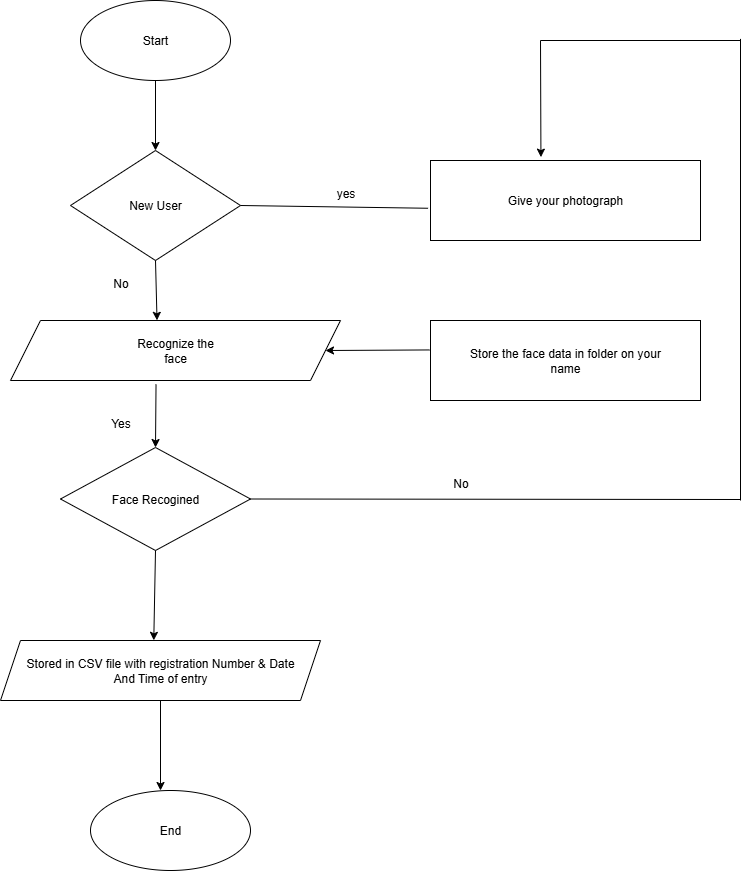 Start
New User
yes
Give your photograph
No
Recognize the
face
Store the face data in folder on your
name
Yes
Face Recogined
No
Stored in CSV file with registration Number & Date
And Time of entry
End